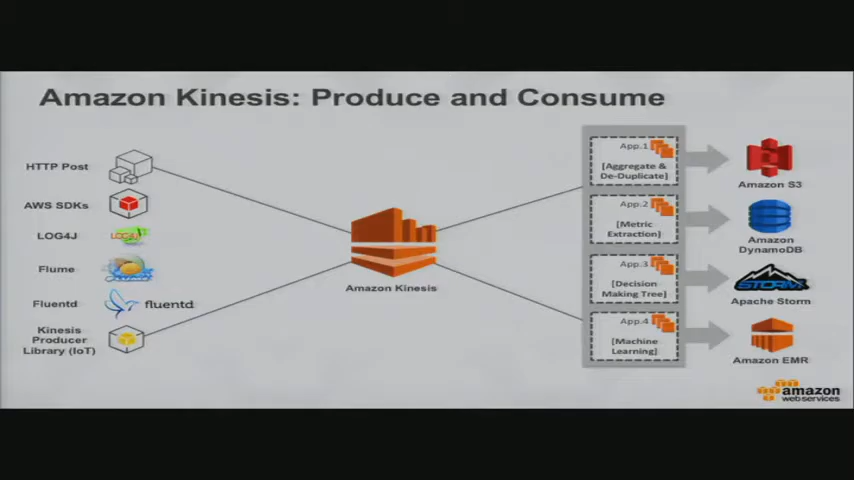 Amazon Kinesis: Produce and Consume
HTTP Post
AWS SDKs
LOG4J
LOG4J
Flume
Fluentd
fluentd
Kinesis
Producer
Library (IoT)
Amazon Kinesis
App.1
[Aggregate &
De-Duplicate]
App.2
[Metric
Extraction]
App.3
[Decision
Making Tree]
App.4
[Machine
Learning]
Amazon S3
Amazon
DynamoDB
STORM
Apache Storm
Amazon EMR
amazon
webservices